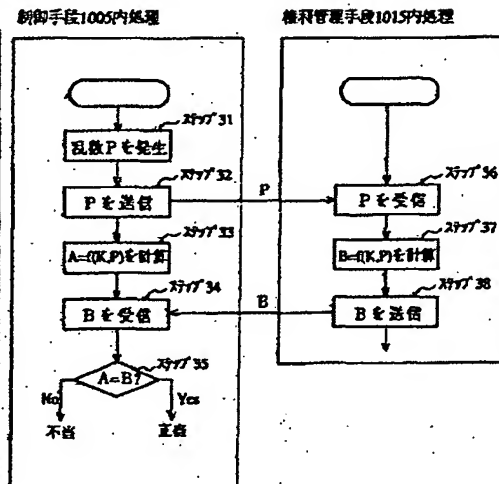 制御手段1005内処理
ステップ31
乱数Pを発生
ステップ32
Pを送信
ステップ33
A=f(K,P)を計算
ステップ34
Bを受信
ステップ35
A=B?
No
Yes
不当
正当
P
B
管理手段1015内処理
ステップ36
Pを受信
ステップ37
B=f(K,P)を計算
ステップ38
Bを送信